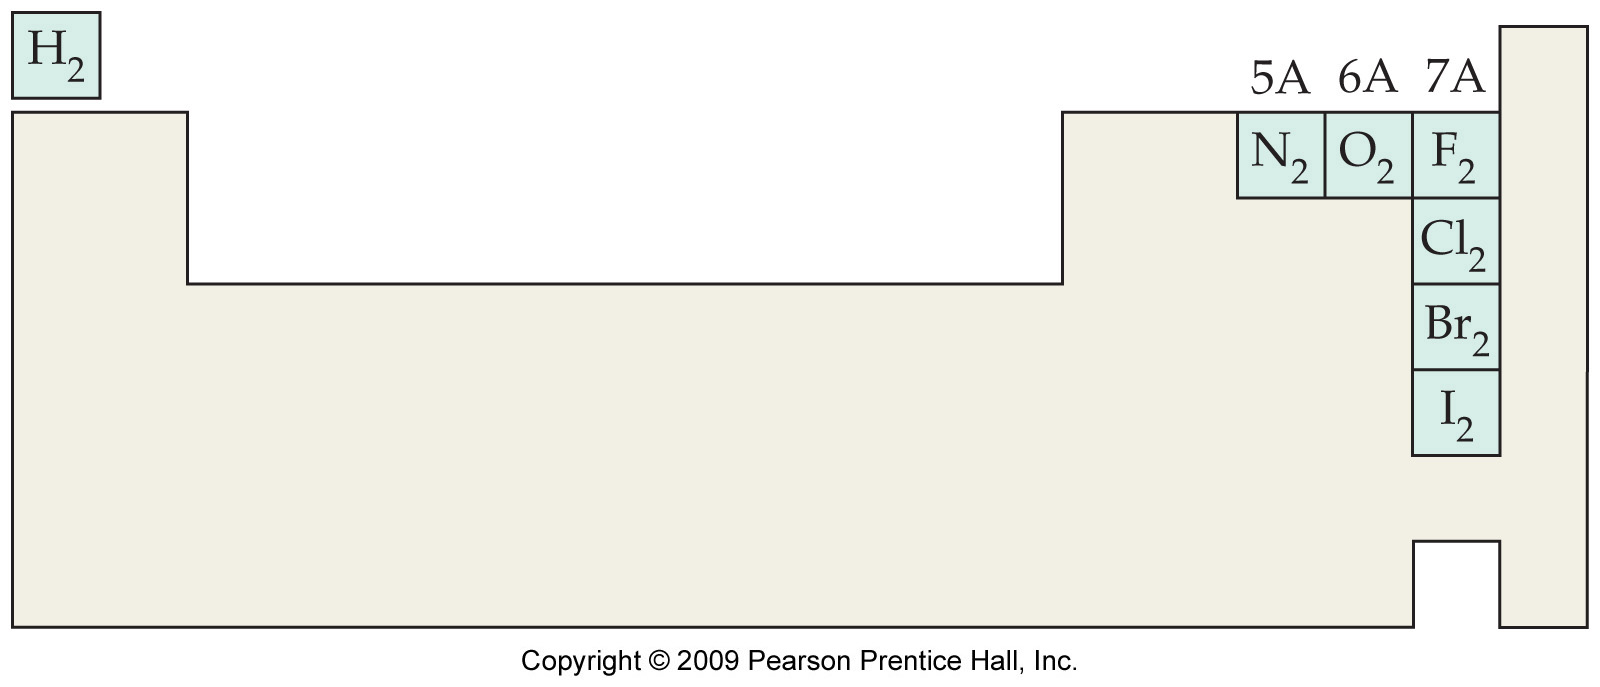 H₂
5A 6A 7A
N₂ O₂ F₂
Cl₂
Br₂
I₂
Copyright © 2009 Pearson Prentice Hall, Inc.